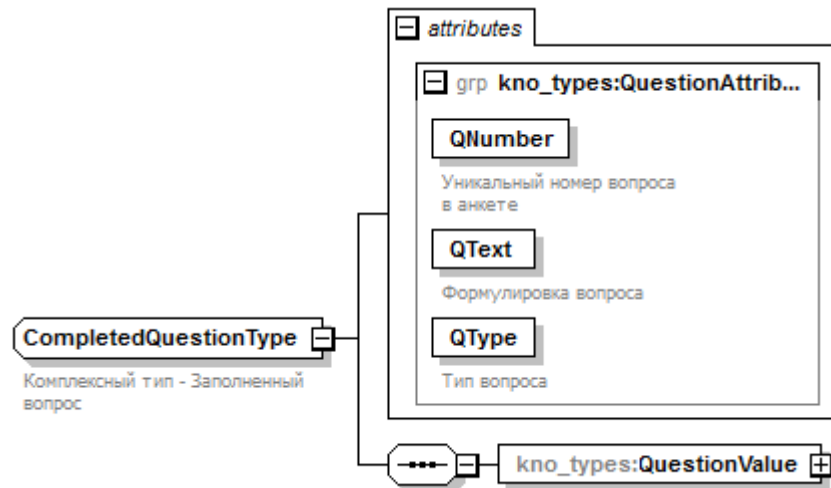 attributes
grp kno_types:QuestionAttrib...
QNumber
Уникальный номер вопроса
в анкете
QText
Формулировка вопроса
QType
Тип вопроса
CompletedQuestionType
Комплексный тип - Заполненный
вопрос
kno_types:QuestionValue